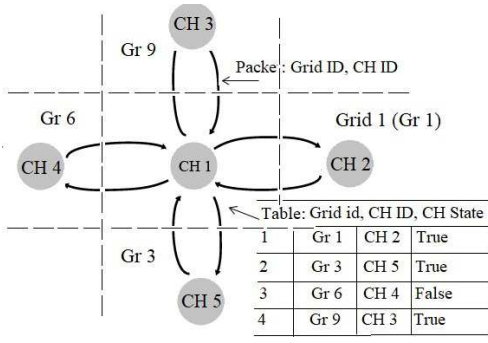 CH 3
Gr 9
Packe : Grid ID, CH ID
Gr 6
Grid 1 (Gr 1)
CH 4
CH 1
CH 2
Table: Grid id, CH ID, CH State
1 Gr 1 CH 2 True
Gr 3
2 Gr 3 CH 5 True
3 Gr 6 CH 4 False
CH 5
4 Gr 9 CH 3 True